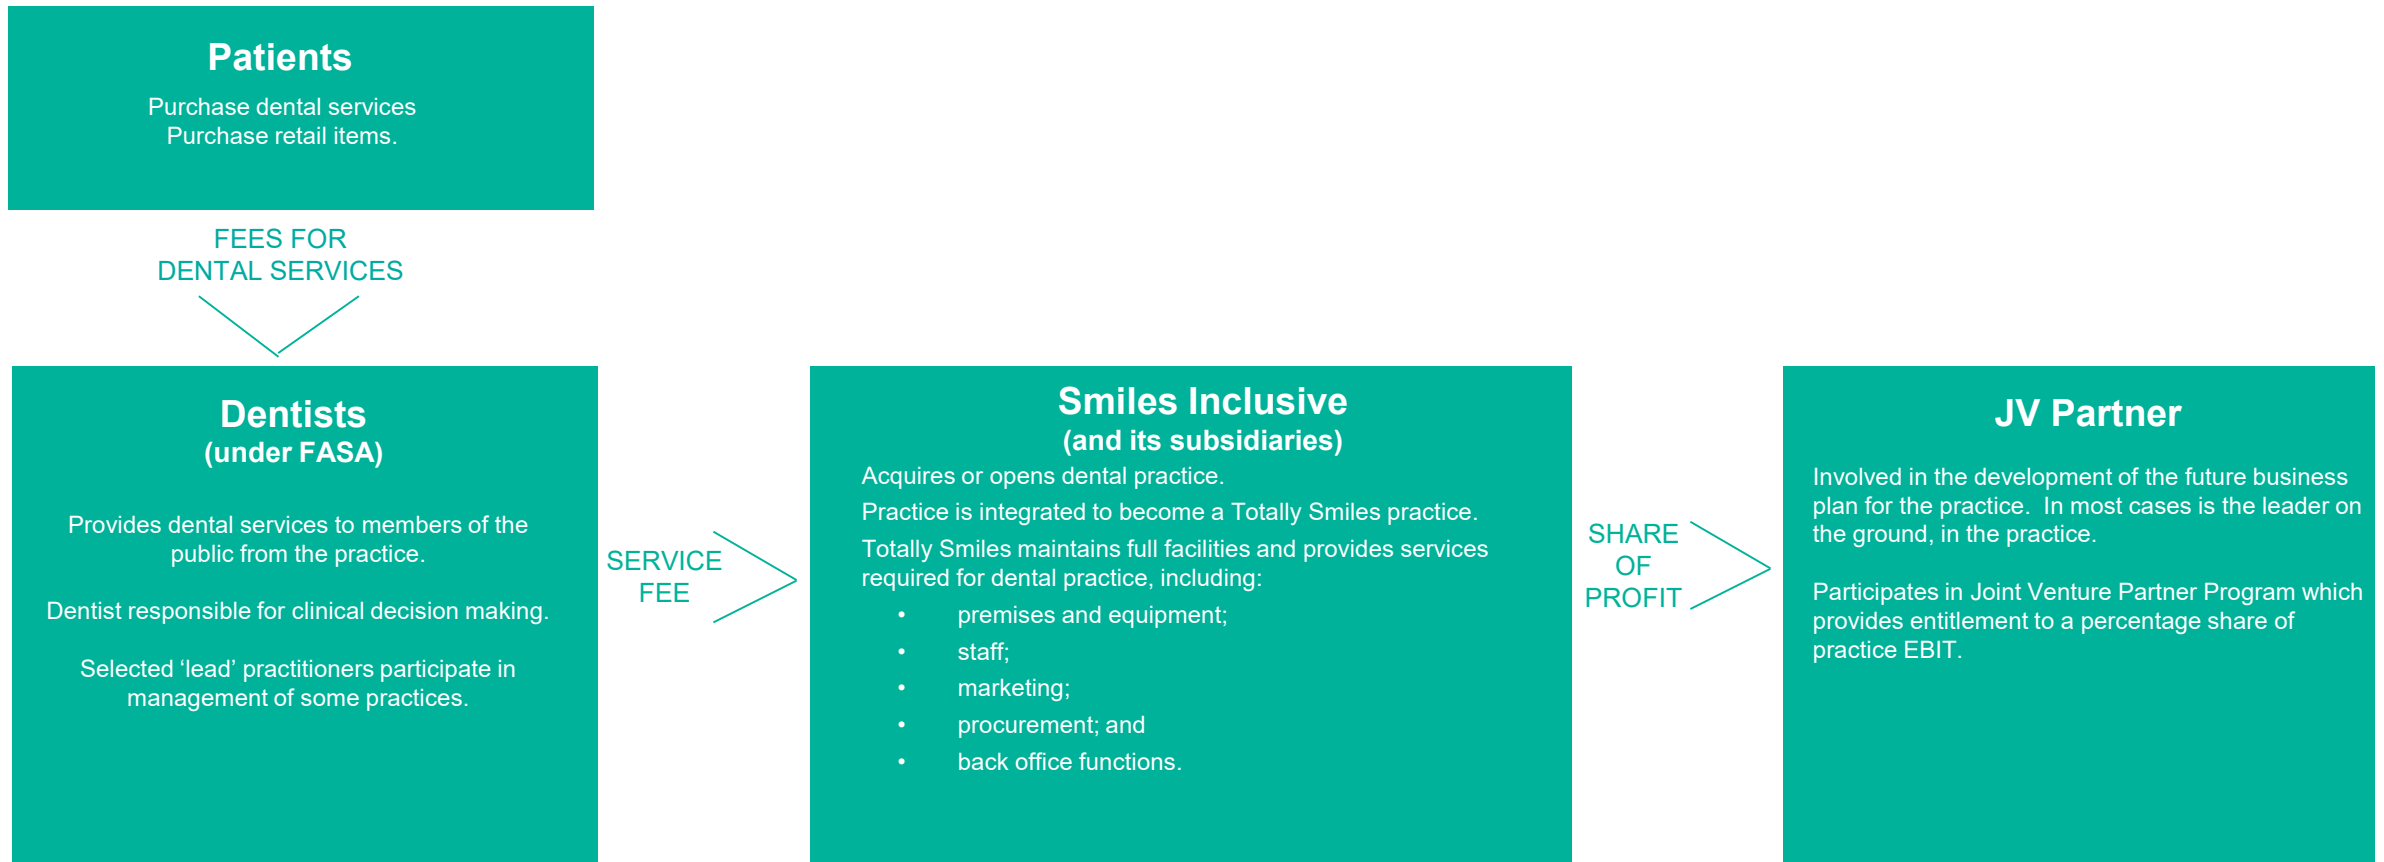 Patients
Purchase dental services
Purchase retail items.
FEES FOR
DENTAL SERVICES
Dentists
(under FASA)
Provides dental services to members of the
public from the practice.
Dentist responsible for clinical decision making.
Selected ‘lead’ practitioners participate in
management of some practices.
SERVICE
FEE
Smiles Inclusive
(and its subsidiaries)
Acquires or opens dental practice.
Practice is integrated to become a Totally Smiles practice.
Totally Smiles maintains full facilities and provides services
required for dental practice, including:
• premises and equipment;
• staff;
• marketing;
• procurement; and
• back office functions.
SHARE
OF
PROFIT
JV Partner
Involved in the development of the future business
plan for the practice.  In most cases is the leader on
the ground, in the practice.
Participates in Joint Venture Partner Program which
provides entitlement to a percentage share of
practice EBIT.